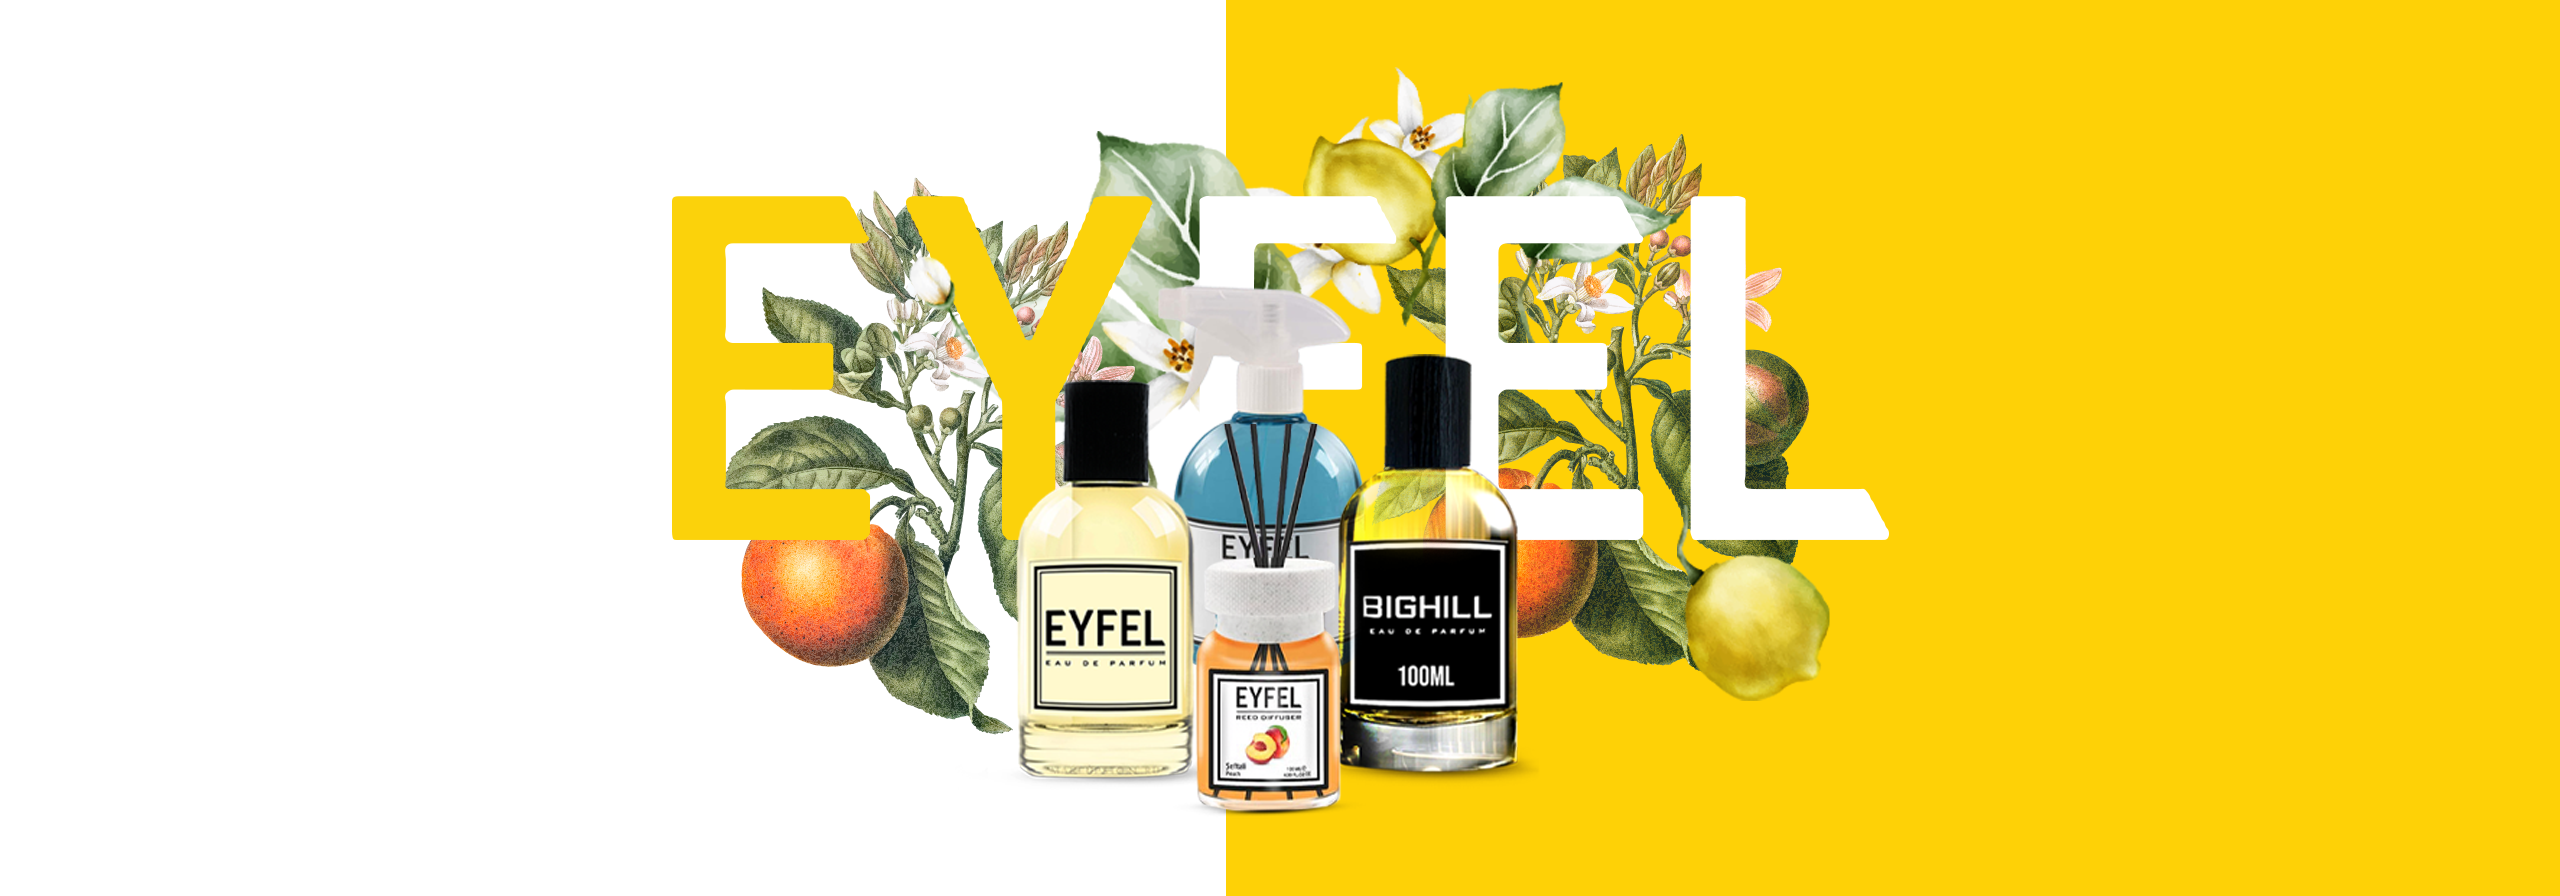 EYFEL
EYFEL
EAU DE PARFUM
EYFEL
EYFEL
REED DIFFUSER
Şeftali
Peach
BIGHILL
EAU DE PARFUM
100ML